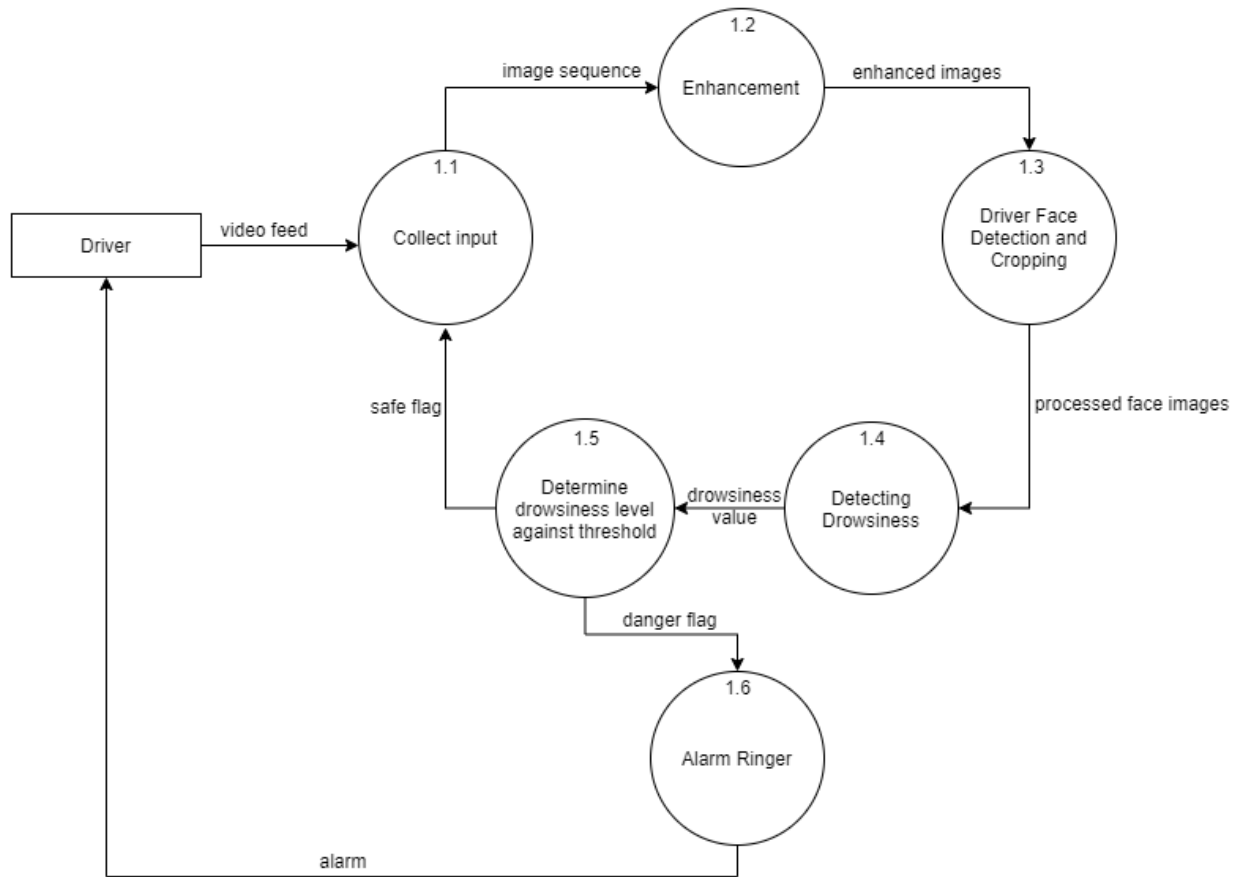 1.2
image sequence
enhanced images
Enhancement
1.1
1.3
Driver
video feed
Collect input
Driver Face
Detection and
Cropping
safe flag
processed face images
1.5
1.4
Determine
drowsiness level
against threshold
drowsiness
value
Detecting
Drowsiness
danger flag
1.6
Alarm Ringer
alarm